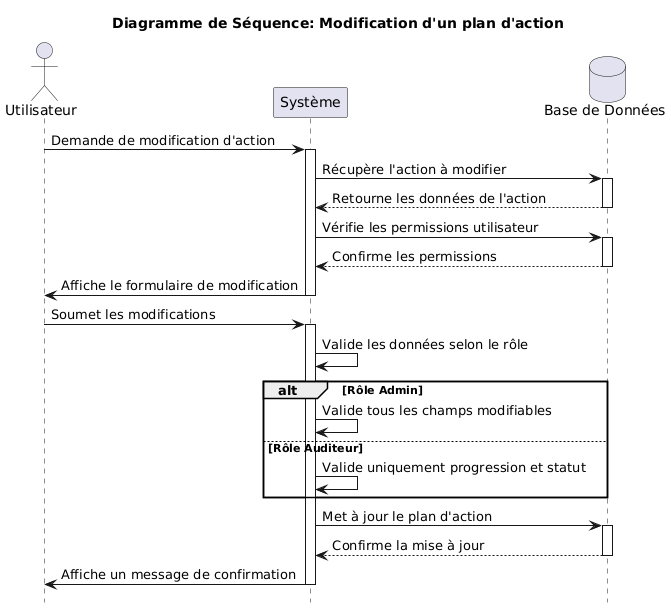 Diagramme de Séquence: Modification d'un plan d'action
Utilisateur
Système
Base de Données
Demande de modification d'action
Récupère l'action à modifier
Retourne les données de l'action
Vérifie les permissions utilisateur
Confirme les permissions
Affiche le formulaire de modification
Soumet les modifications
Valide les données selon le rôle
alt [Rôle Admin]
Valide tous les champs modifiables
[Rôle Auditeur]
Valide uniquement progression et statut
Met à jour le plan d'action
Confirme la mise à jour
Affiche un message de confirmation